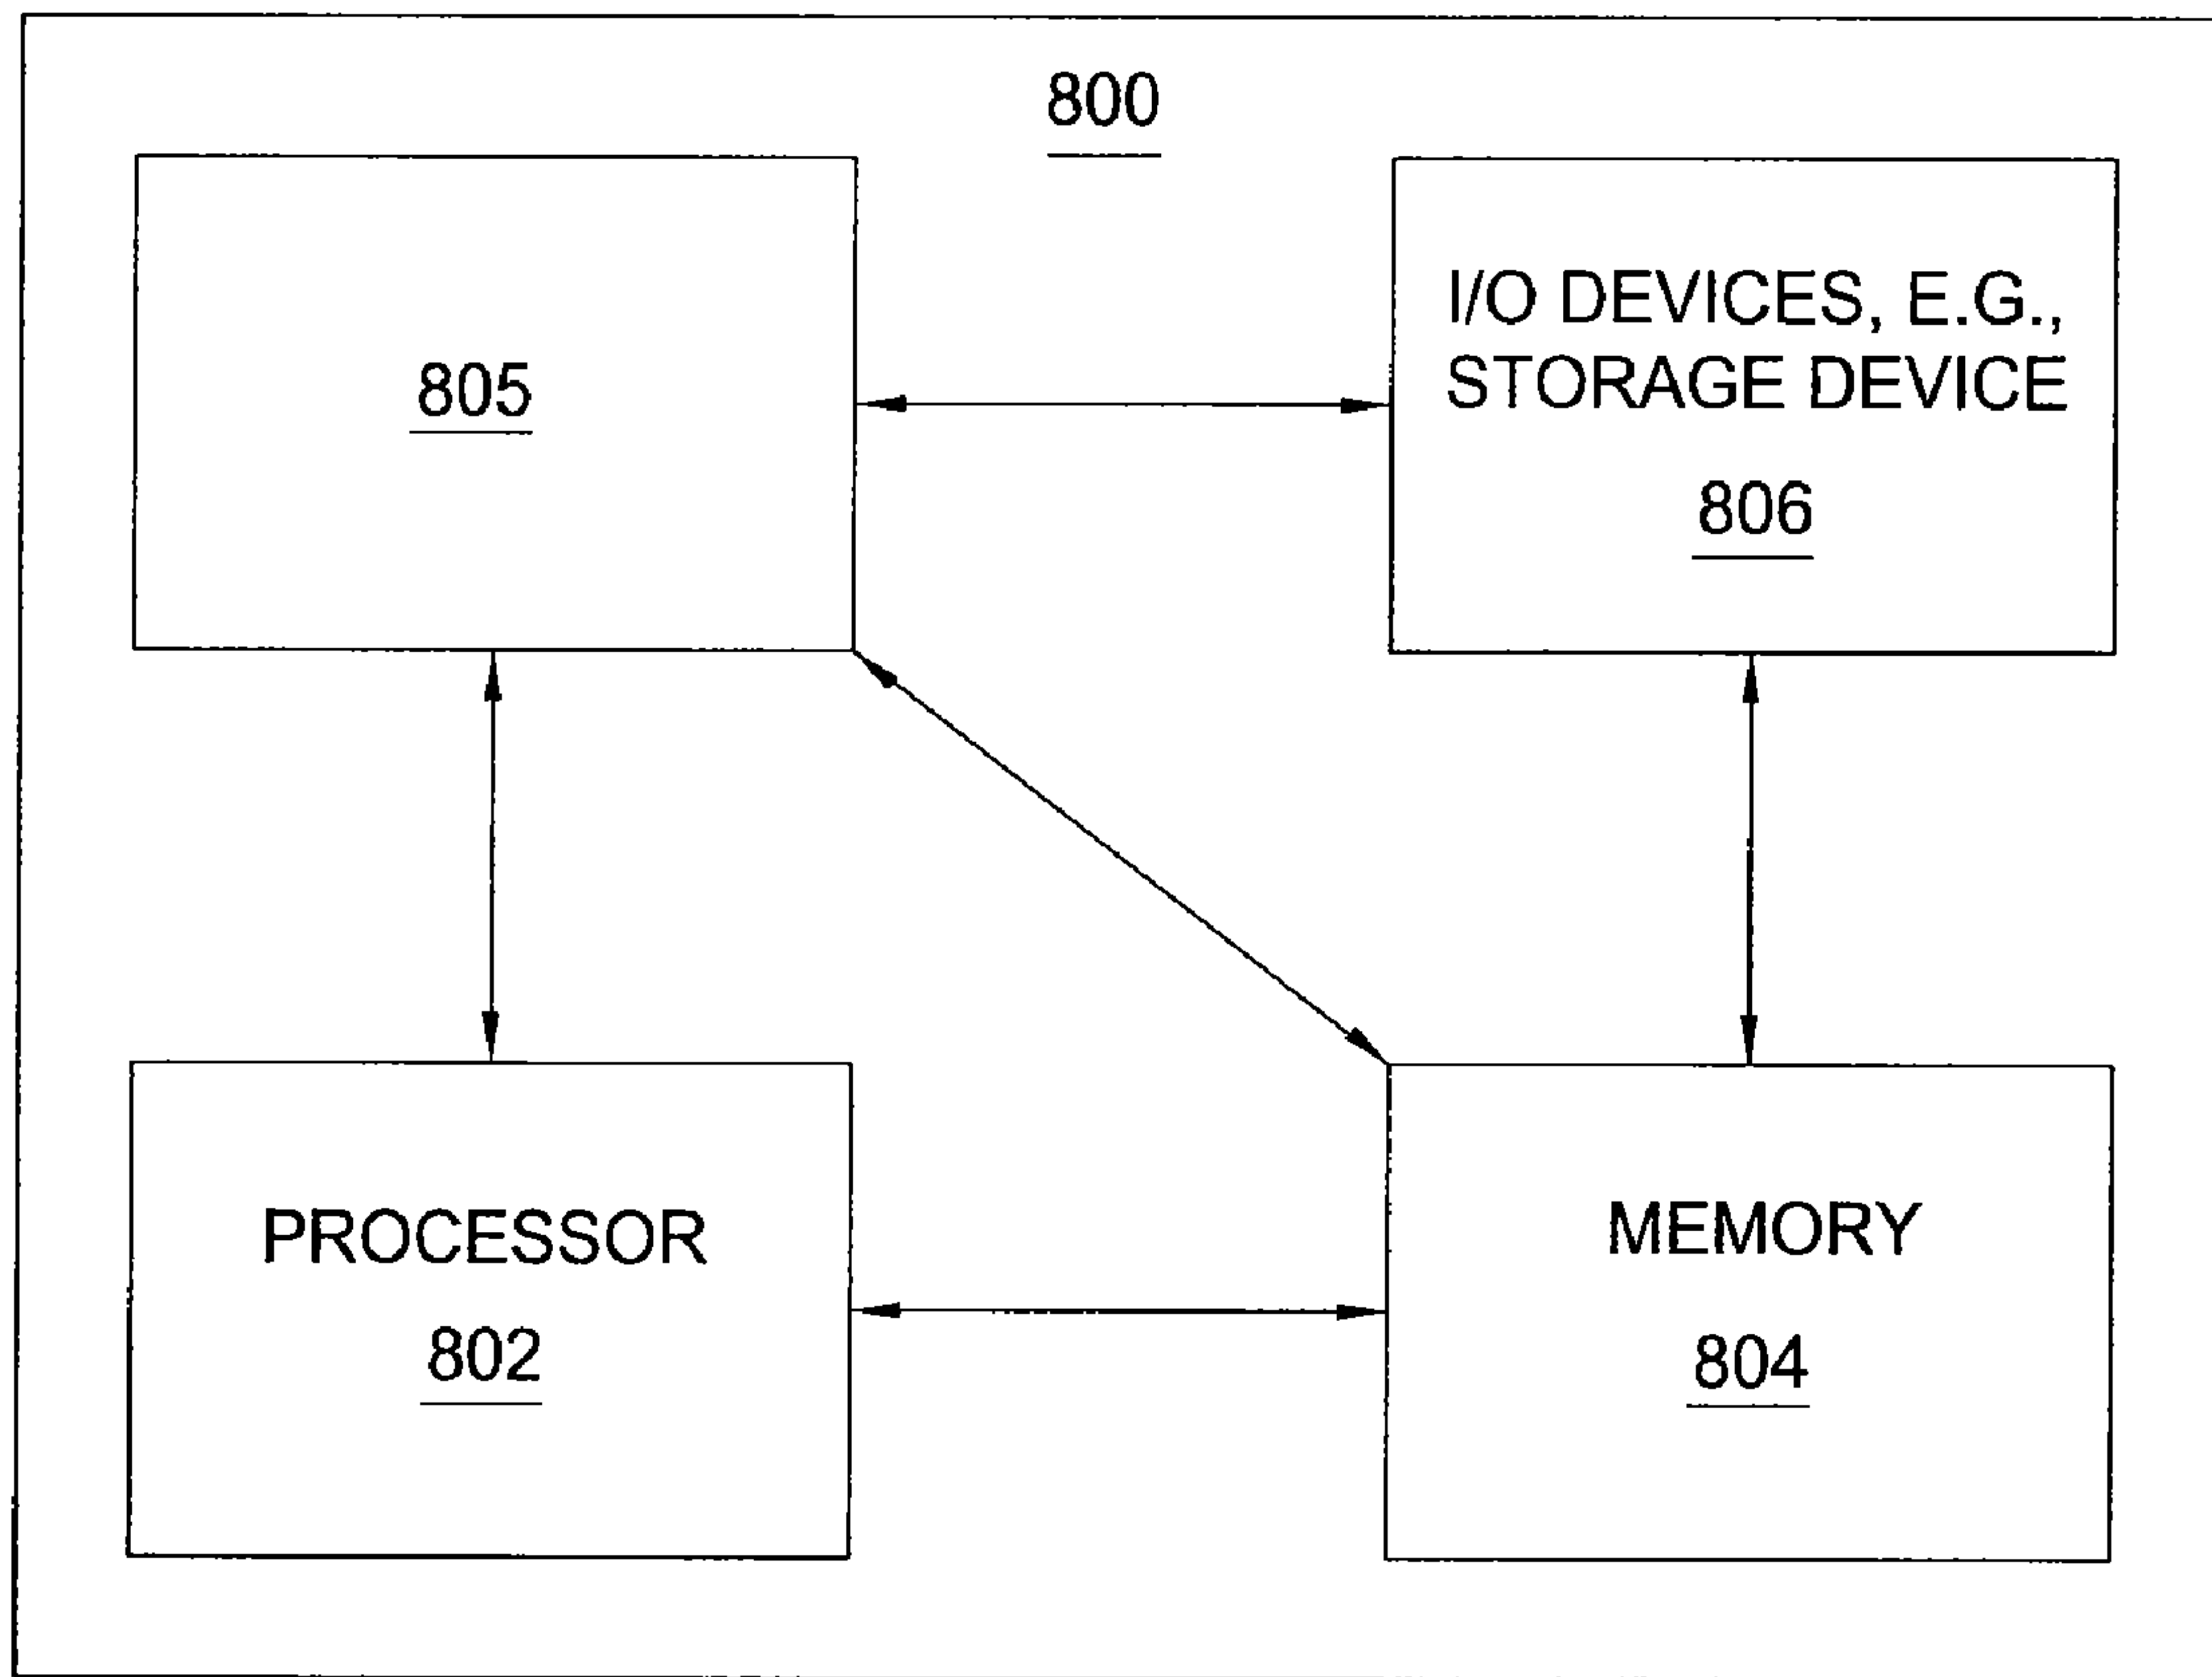 800
805
I/O DEVICES, E.G.,
STORAGE DEVICE
806
PROCESSOR
802
MEMORY
804